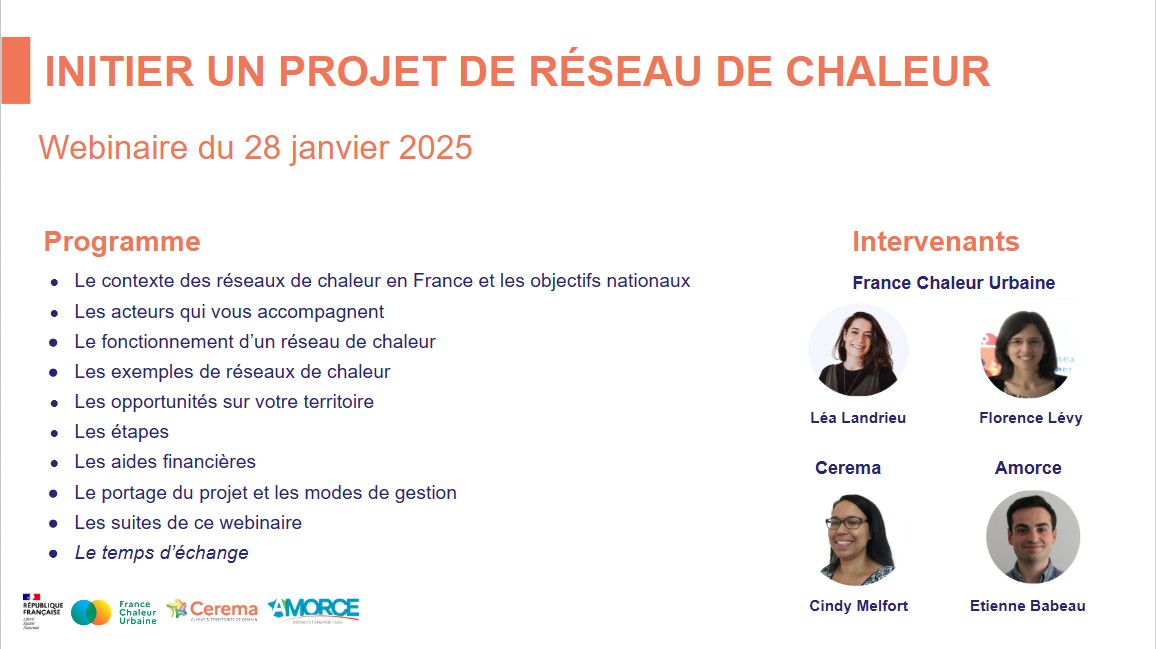 INITIER UN PROJET DE RÉSEAU DE CHALEUR
Webinaire du 28 janvier 2025
Programme
● Le contexte des réseaux de chaleur en France et les objectifs nationaux
● Les acteurs qui vous accompagnent
● Le fonctionnement d’un réseau de chaleur
● Les exemples de réseaux de chaleur
● Les opportunités sur votre territoire
● Les étapes
● Les aides financières
● Le portage du projet et les modes de gestion
● Les suites de ce webinaire
● Le temps d’échange
Intervenants
France Chaleur Urbaine
Léa Landrieu
Florence Lévy
Cerema
Amorce
Cindy Melfort
Etienne Babeau
RÉPUBLIQUE
FRANÇAISE
Liberté
Égalité
Fraternité
France
Chaleur
Urbaine
Cerema
CLIMAT & TERRITOIRES DE DEMAIN
AMORCE